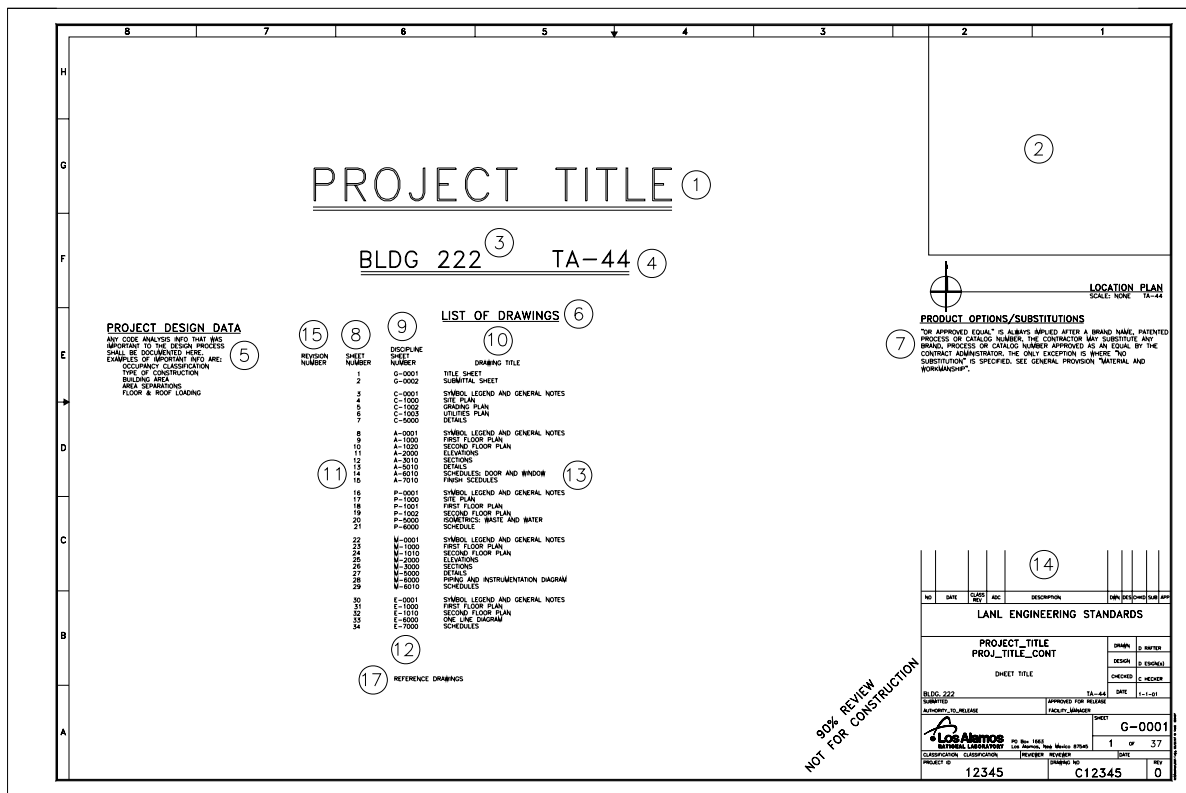 8 7 6 5 4 3 2 1
H
G
F
E
D
C
B
A
PROJECT TITLE 1
2
3
BLDG 222 TA-44 4
LOCATION PLAN
SCALE: NONE TA-44
LIST OF DRAWINGS 6
PROJECT DESIGN DATA
ANY CODE ANALYSIS INFO THAT WAS
IMPORTANT TO THE DESIGN PROCESS
SHALL BE DOCUMENTED HERE.
EXAMPLES OF IMPORTANT INFO ARE:
OCCUPANCY CLASSIFICATION
TYPE OF CONSTRUCTION
BUILDING AREA
AREA SEPARATIONS
FLOOR & ROOF LOADING
5
PRODUCT OPTIONS/SUBSTITUTIONS
"OR APPROVED EQUAL" IS ALWAYS IMPLIED AFTER A BRAND NAME, PATENTED
PROCESS OR CATALOG NUMBER, THE CONTRACTOR MAY SUBSTITUTE ANY
BRAND, PROCESS OR CATALOG NUMBER APPROVED AS AN EQUAL BY THE
CONTRACT ADMINISTRATOR. THE ONLY EXCEPTION IS WHERE "NO
SUBSTITUTION" IS SPECIFIED. SEE GENERAL PROVISION "MATERIAL AND
WORKMANSHIP".
7
15 8 9 10
REVISION NUMBER
SHEET NUMBER
DISCIPLINE SHEET NUMBER
DRAWING TITLE
1 G-0001 TITLE SHEET
2 G-0002 SUBMITTAL SHEET
3 C-0001 SYMBOL LEGEND AND GENERAL NOTES
4 C-1000 SITE PLAN
5 C-1002 GRADING PLAN
6 C-1003 UTILITIES PLAN
7 C-5000 DETAILS
8 A-0001 SYMBOL LEGEND AND GENERAL NOTES
9 A-1000 FIRST FLOOR PLAN
10 A-1020 SECOND FLOOR PLAN
11 A-2000 ELEVATIONS
12 A-3010 SECTIONS
13 A-5010 DETAILS
14 A-6010 SCHEDULES: DOOR AND WINDOW
15 A-7010 FINISH SCEDULES
11 13
16 P-0001 SYMBOL LEGEND AND GENERAL NOTES
17 P-1000 SITE PLAN
18 P-1001 FIRST FLOOR PLAN
19 P-1002 SECOND FLOOR PLAN
20 P-5000 ISOMETRICS: WASTE AND WATER
21 P-6000 SCHEDULE
22 M-0001 SYMBOL LEGEND AND GENERAL NOTES
23 M-1000 FIRST FLOOR PLAN
24 M-1010 SECOND FLOOR PLAN
25 M-2000 ELEVATIONS
26 M-3000 SECTIONS
27 M-5000 DETAILS
28 M-6000 PIPING AND INSTRUMENTATION DIAGRAM
29 M-6010 SCHEDULES
30 E-0001 SYMBOL LEGEND AND GENERAL NOTES
31 E-1000 FIRST FLOOR PLAN
32 E-1010 SECOND FLOOR PLAN
33 E-6000 ONE LINE DIAGRAM
34 E-7000 SCHEDULES
12
17 REFERENCE DRAWINGS
90% REVIEW
NOT FOR CONSTRUCTION
14
NO DATE CLASS REV ADC DESCRIPTION DWN DES CHKD SUB APP
LANL ENGINEERING STANDARDS
PROJECT_TITLE
PROJ_TITLE_CONT
DHEET TITLE
BLDG. 222 TA-44
DRAWN D RAFTER
DESIGN D ESIGN(s)
CHECKED C HECKER
DATE 1-1-01
SUBMITTED APPROVED FOR RELEASE
AUTHORITY_TO_RELEASE FACILITY_MANAGER
Los Alamos
NATIONAL LABORATORY
PO Box 1663
Los Alamos, New Mexico 87545
SHEET
G-0001
1 OF 37
CLASSIFICATION CLASSIFICATION REVIEWER REVIEWER DATE
PROJECT ID 12345
DRAWING NO C12345
REV 0